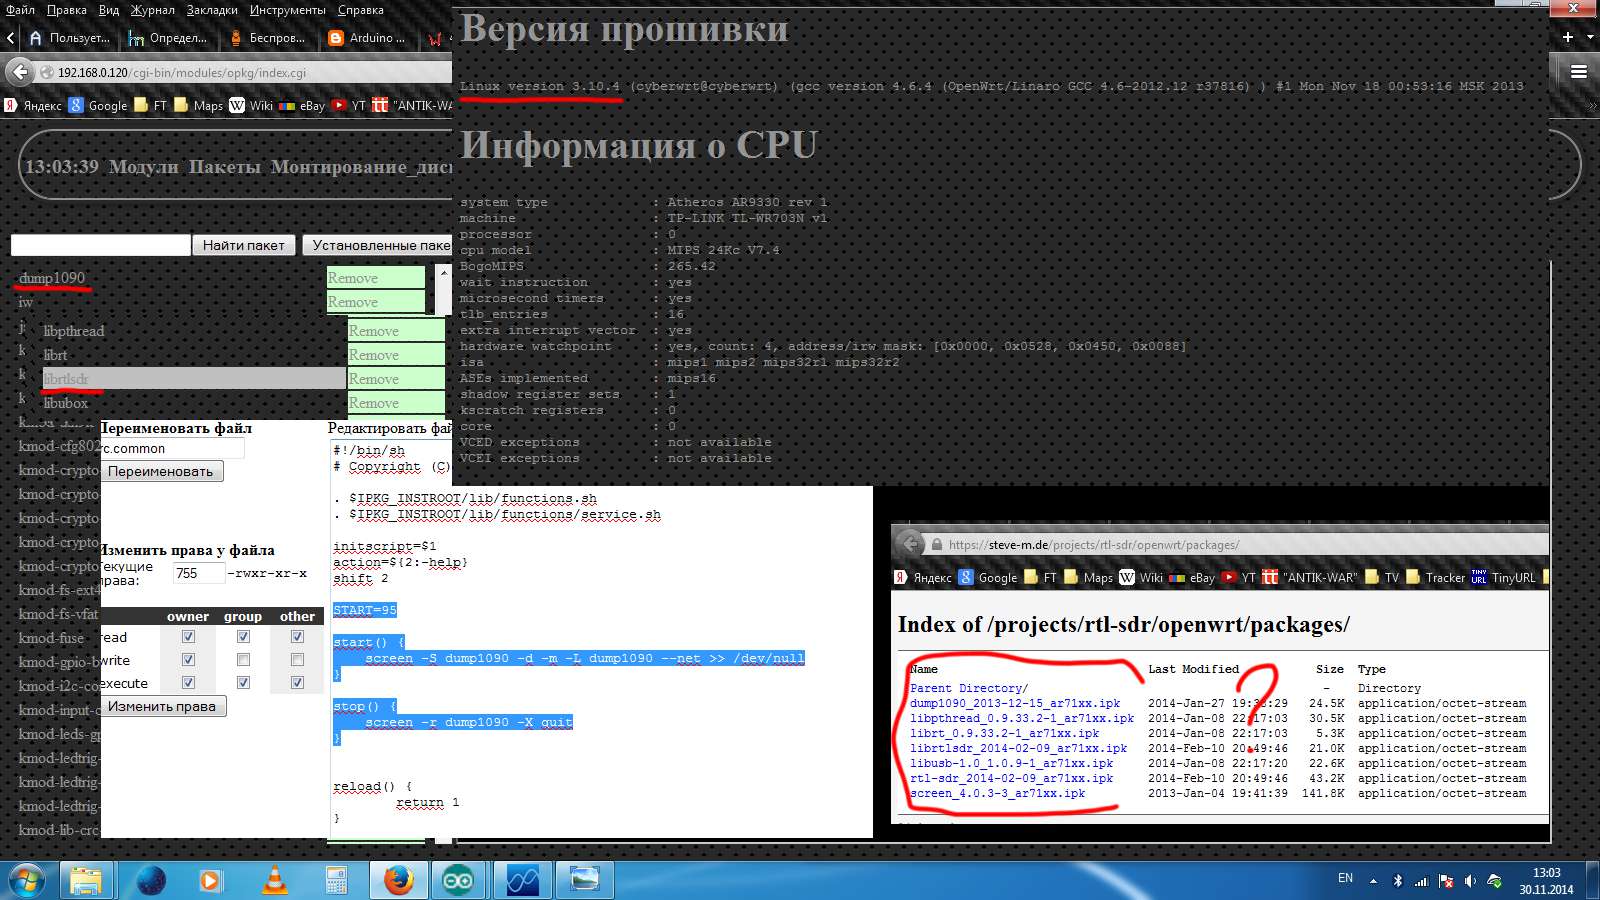 Файл Правка Вид Журнал Закладки Инструменты Справка
Пользует... Определ... Беспров... Arduino ...
192.168.0.120/cgi-bin/modules/opkg/index.cgi
Яндекс Google FT Maps Wiki eBay YT "ANTIK-WA
13:03:39 Модули Пакеты Монтирование_дис
Найти пакет Установленные паке
dump1090 Remove
iw Remove
libpthread Remove
librt Remove
librtlsdr Remove
libubox Remove
kmod-cfg802
kmod-crypto-
kmod-crypto-
kmod-crypto
kmod-crypto
kmod-crypto
kmod-fs-ext4
kmod-fs-vfat
kmod-fuse
kmod-gpio-b
kmod-i2c-co
kmod-input-c
kmod-leds-gp
kmod-ledtrig-
kmod-ledtrig-
kmod-ledtrig-
kmod-lib-crc-
Переименовать файл
rc.common
Переименовать
Изменить права у файла
текущие права: 755 -rwxr-xr-x
owner group other
read
write
execute
Изменить права
Редактировать фай
#!/bin/sh
# Copyright (C)
. $IPKG_INSTROOT/lib/functions.sh
. $IPKG_INSTROOT/lib/functions/service.sh
initscript=$1
action=${2:-help}
shift 2
START=95
start() {
screen -S dump1090 -d -m -L dump1090 --net >> /dev/null
}
stop() {
screen -r dump1090 -X quit
}
reload() {
return 1
}
Версия прошивки
Linux version 3.10.4 (cyberwrt@cyberwrt) (gcc version 4.6.4 (OpenWrt/Linaro GCC 4.6-2012.12 r37816) ) #1 Mon Nov 18 00:53:16 MSK 2013
Информация о CPU
system type : Atheros AR9330 rev 1
machine : TP-LINK TL-WR703N v1
processor : 0
cpu model : MIPS 24Kc V7.4
BogoMIPS : 265.42
wait instruction : yes
microsecond timers : yes
tlb_entries : 16
extra interrupt vector : yes
hardware watchpoint : yes, count: 4, address/irw mask: [0x0000, 0x0528, 0x0450, 0x0088]
isa : mips1 mips2 mips32r1 mips32r2
ASEs implemented : mips16
shadow register sets : 1
kscratch registers : 0
core : 0
VCED exceptions : not available
VCEI exceptions : not available
https://steve-m.de/projects/rtl-sdr/openwrt/packages/
Яндекс Google FT Maps Wiki eBay YT "ANTIK-WAR" TV Tracker TinyURL
Index of /projects/rtl-sdr/openwrt/packages/
Name Last Modified Size Type
Parent Directory/ - Directory
dump1090_2013-12-15_ar71xx.ipk 2014-Jan-27 24.5K application/octet-stream
libpthread_0.9.33.2-1_ar71xx.ipk 2014-Jan-08 22:17:03 30.5K application/octet-stream
librt_0.9.33.2-1_ar71xx.ipk 2014-Jan-08 22:17:03 5.3K application/octet-stream
librtlsdr_2014-02-09_ar71xx.ipk 2014-Feb-10 20:49:46 21.0K application/octet-stream
libusb-1.0_1.0.9-1_ar71xx.ipk 2014-Jan-08 22:17:20 22.6K application/octet-stream
rtl-sdr_2014-02-09_ar71xx.ipk 2014-Feb-10 20:49:46 43.2K application/octet-stream
screen_4.0.3-3_ar71xx.ipk 2013-Jan-04 19:41:39 141.8K application/octet-stream
?
EN 13:03
30.11.2014